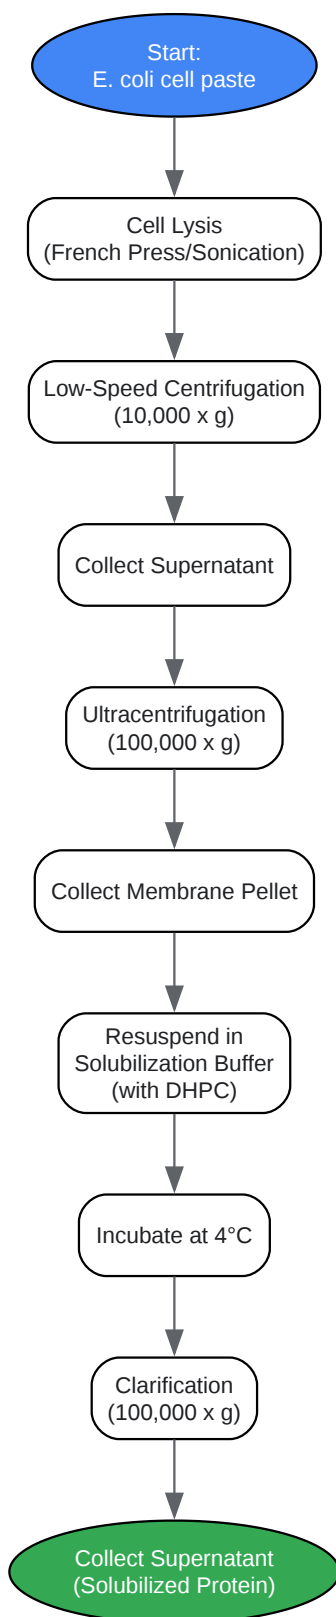 Start:
E. coli cell paste
Cell Lysis
(French Press/Sonication)
Low-Speed Centrifugation
(10,000 x g)
Collect Supernatant
Ultracentrifugation
(100,000 x g)
Collect Membrane Pellet
Resuspend in
Solubilization Buffer
(with DHPC)
Incubate at 4°C
Clarification
(100,000 x g)
Collect Supernatant
(Solubilized Protein)